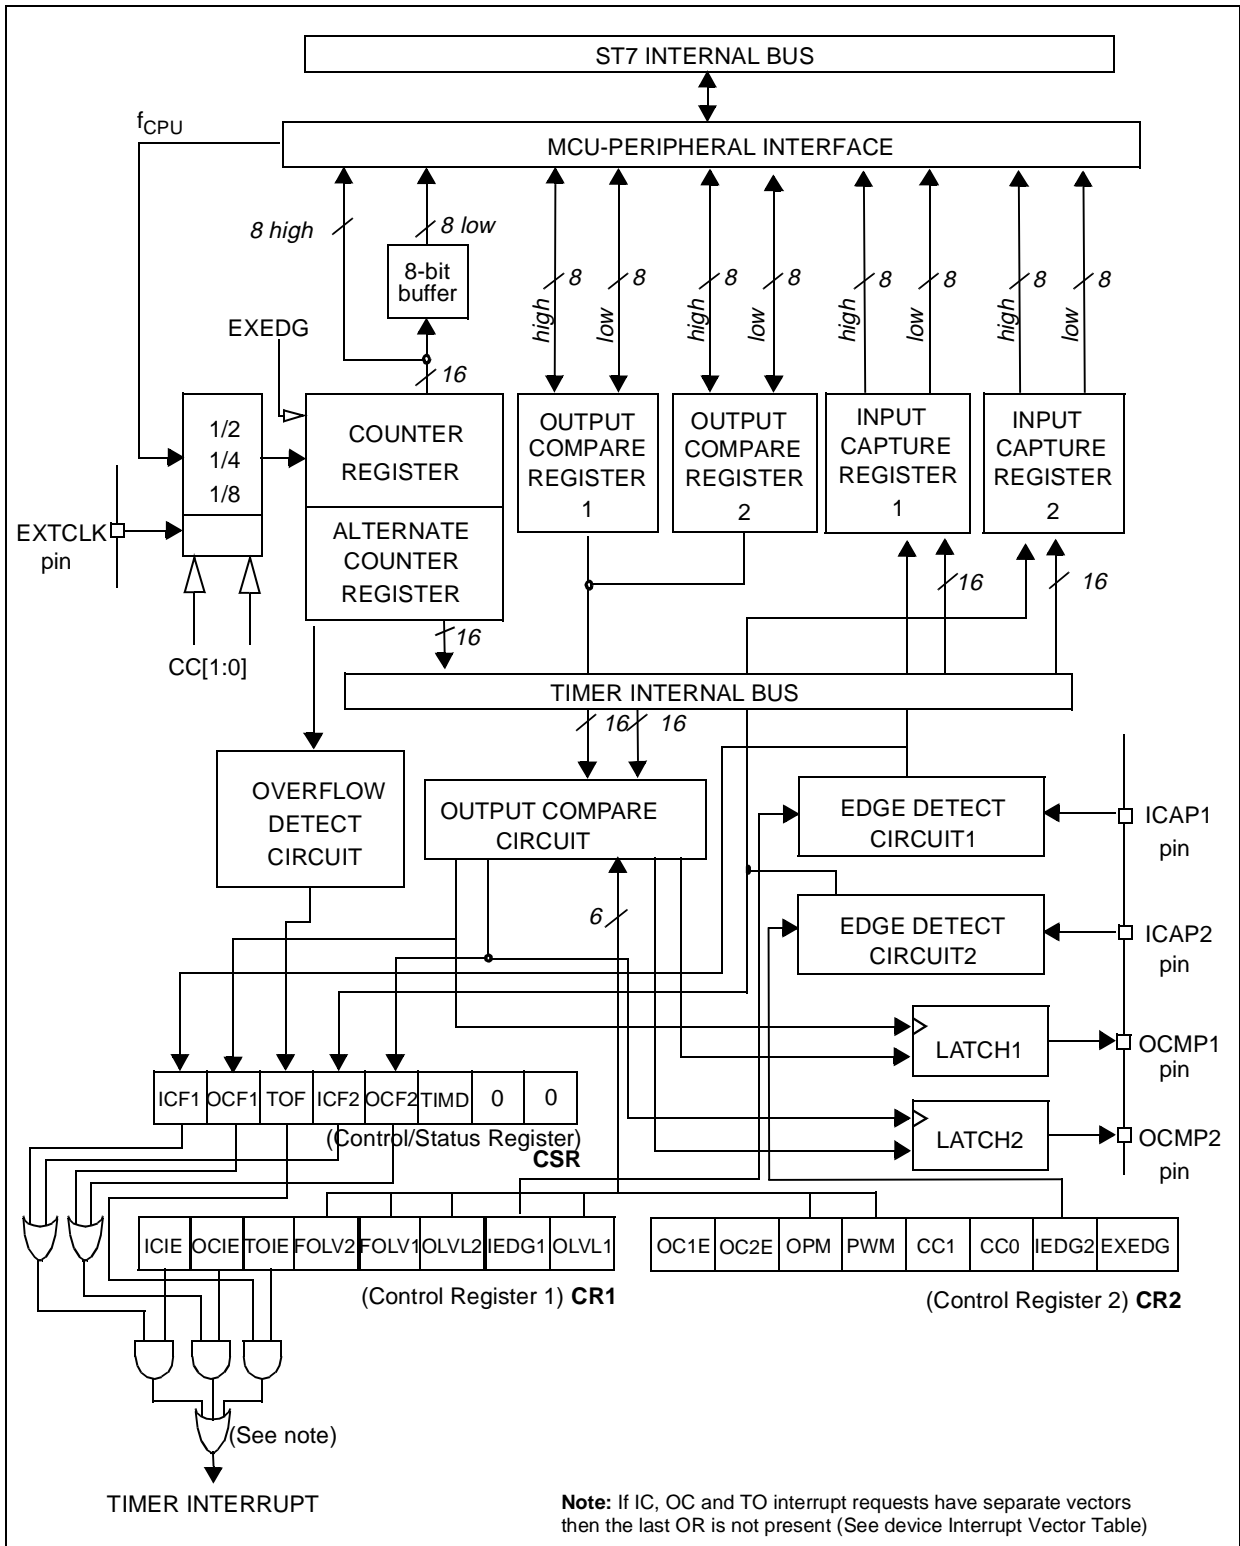 ST7 INTERNAL BUS
fCPU
MCU-PERIPHERAL INTERFACE
8 high
8 low
8-bit
buffer
8
8
8
8
8
8
8
8
high
low
high
low
high
low
high
low
EXEDG
16
1/2
1/4
1/8
COUNTER
REGISTER
OUTPUT
COMPARE
REGISTER
1
OUTPUT
COMPARE
REGISTER
2
INPUT
CAPTURE
REGISTER
1
INPUT
CAPTURE
REGISTER
2
EXTCLK
pin
ALTERNATE
COUNTER
REGISTER
16
16
16
CC[1:0]
TIMER INTERNAL BUS
16
16
OVERFLOW
DETECT
CIRCUIT
OUTPUT COMPARE
CIRCUIT
EDGE DETECT
CIRCUIT1
ICAP1
pin
6
EDGE DETECT
CIRCUIT2
ICAP2
pin
LATCH1
OCMP1
pin
ICF1 OCF1 TOF ICF2 OCF2 TIMD 0 0
(Control/Status Register)
CSR
LATCH2
OCMP2
pin
ICIE OCIE TOIE FOLV2 FOLV1 OLVL2 IEDG1 OLVL1
OC1E OC2E OPM PWM CC1 CC0 IEDG2 EXEDG
(Control Register 1) CR1
(Control Register 2) CR2
(See note)
TIMER INTERRUPT
Note: If IC, OC and TO interrupt requests have separate vectors
then the last OR is not present (See device Interrupt Vector Table)